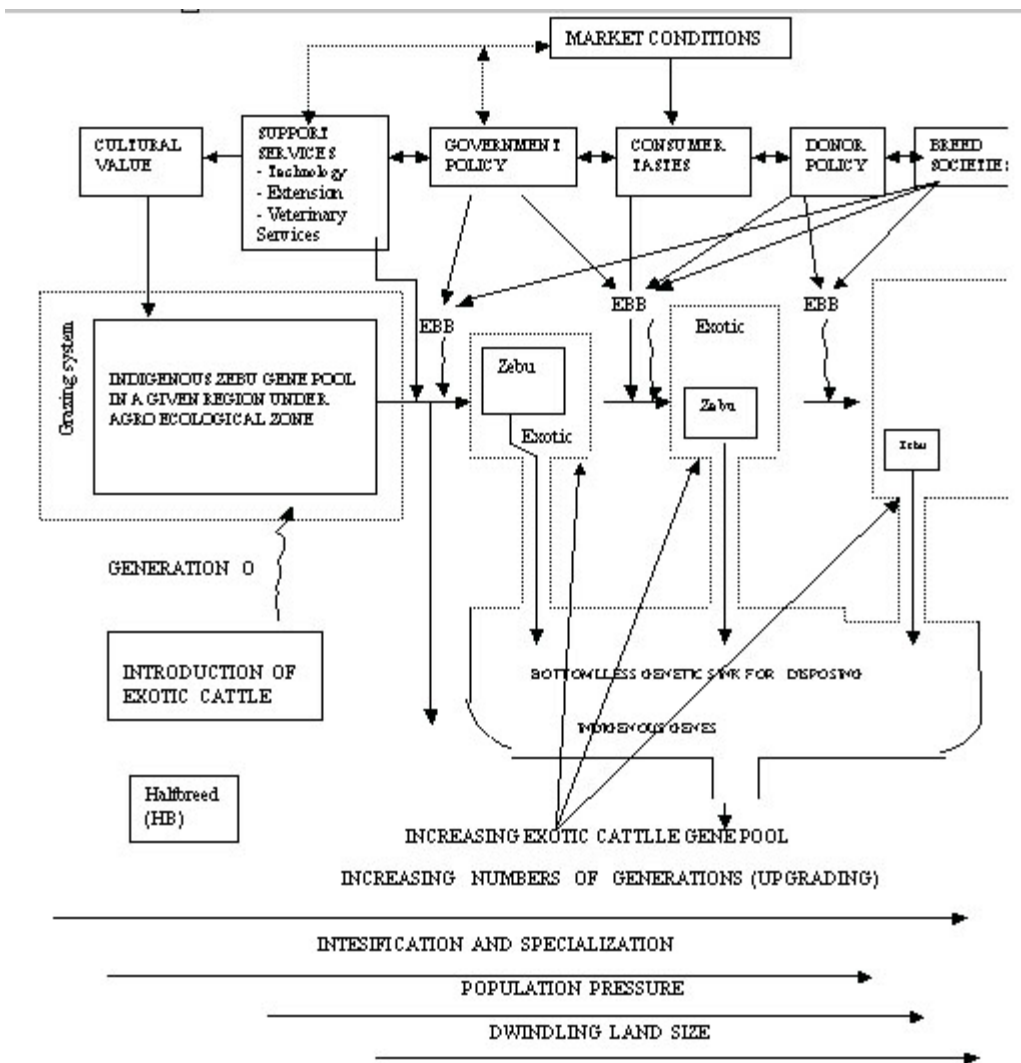 MARKET CONDITIONS
CULTURAL
VALUE
SUPPORT
SERVICES
- Technology
- Extension
- Veterinary
Services
GOVERNMENT
POLICY
CONSUMER
TASTES
DONOR
POLICY
BREED
SOCIETIES
Grazing system
INDIGENOUS ZEBU GENE POOL
IN A GIVEN REGION UNDER
AGRO ECOLOGICAL ZONE
EBB
EBB
EBB
Zebu
Exotic
Exotic
Zebu
Zebu
GENERATION O
INTRODUCTION OF
EXOTIC CATTLE
BOTTOMLLESS GENETIC SINK FOR DISPOSING
INDIGENOUS GENES
Halfbreed
(HB)
INCREASING EXOTIC CATTLLE GENE POOL
INCREASING NUMBERS OF GENERATIONS (UPGRADING)
INTESIFICATION AND SPECIALIZATION
POPULATION PRESSURE
DWINDLING LAND SIZE